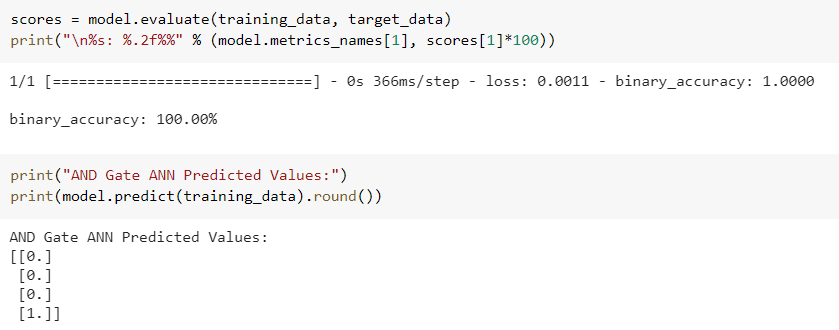 scores = model.evaluate(training_data, target_data)
print("\n%s: %.2f%%" % (model.metrics_names[1], scores[1]*100))
1/1 [==============================] - 0s 366ms/step - loss: 0.0011 - binary_accuracy: 1.0000
binary_accuracy: 100.00%
print("AND Gate ANN Predicted Values:")
print(model.predict(training_data).round())
AND Gate ANN Predicted Values:
[[0.]
 [0.]
 [0.]
 [1.]]